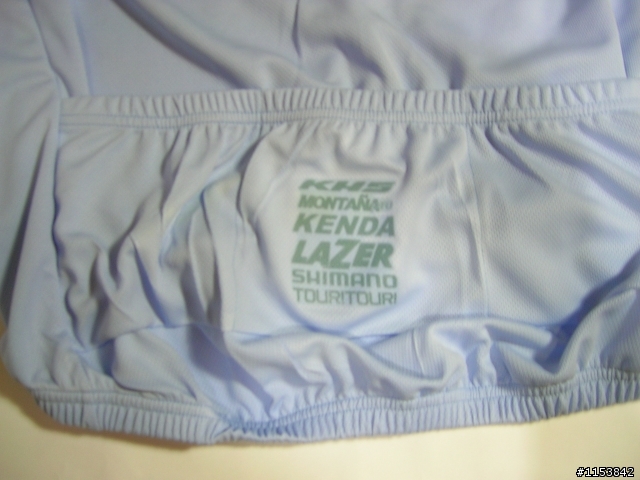 KHS
MONTAÑA
KENDA
LAZER
SHIMANO
TOURITOURI
#1153842